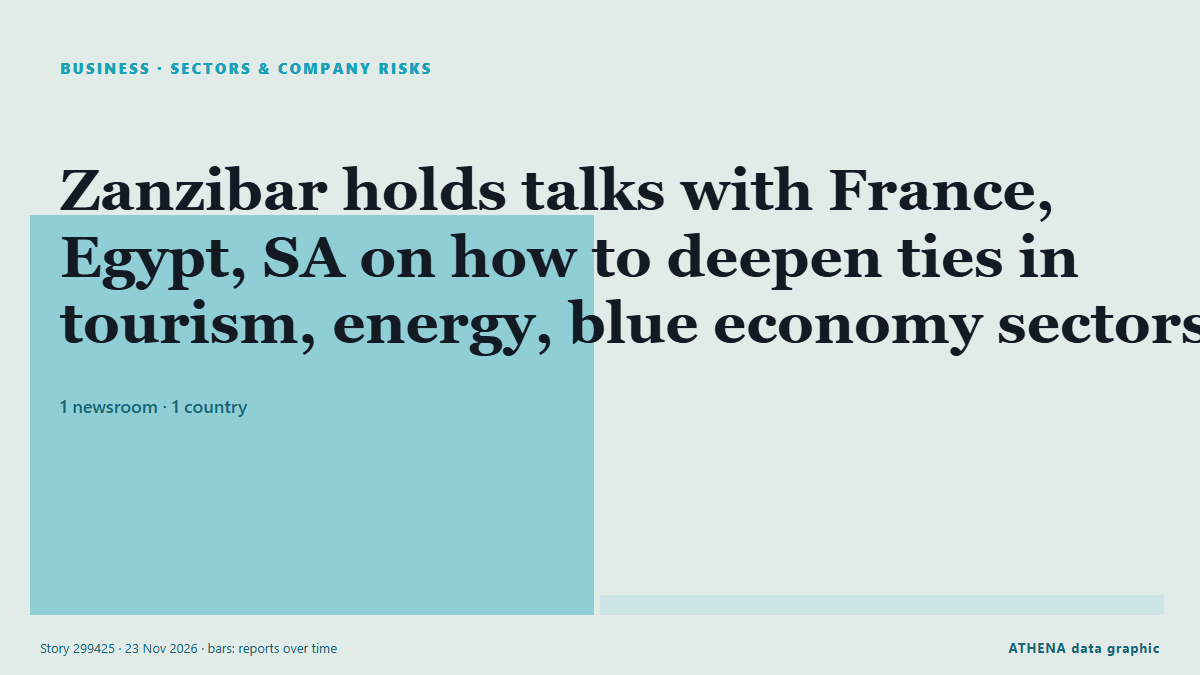 BUSINESS · SECTORS & COMPANY RISKS
Zanzibar holds talks with France,
Egypt, SA on how to deepen ties in
tourism, energy, blue economy sectors
1 newsroom · 1 country
Story 299425 · 23 Nov 2026 · bars: reports over time
ATHENA data graphic